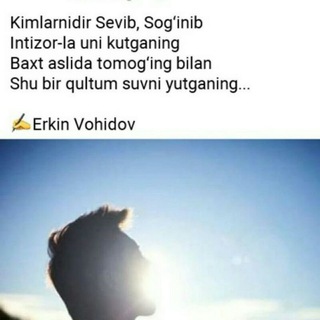 Kimlarnidir Sevib, Sog‘inib
Intizor-la uni kutganing
Baxt aslida tomog‘ing bilan
Shu bir qultum suvni yutganing...
✍Erkin Vohidov